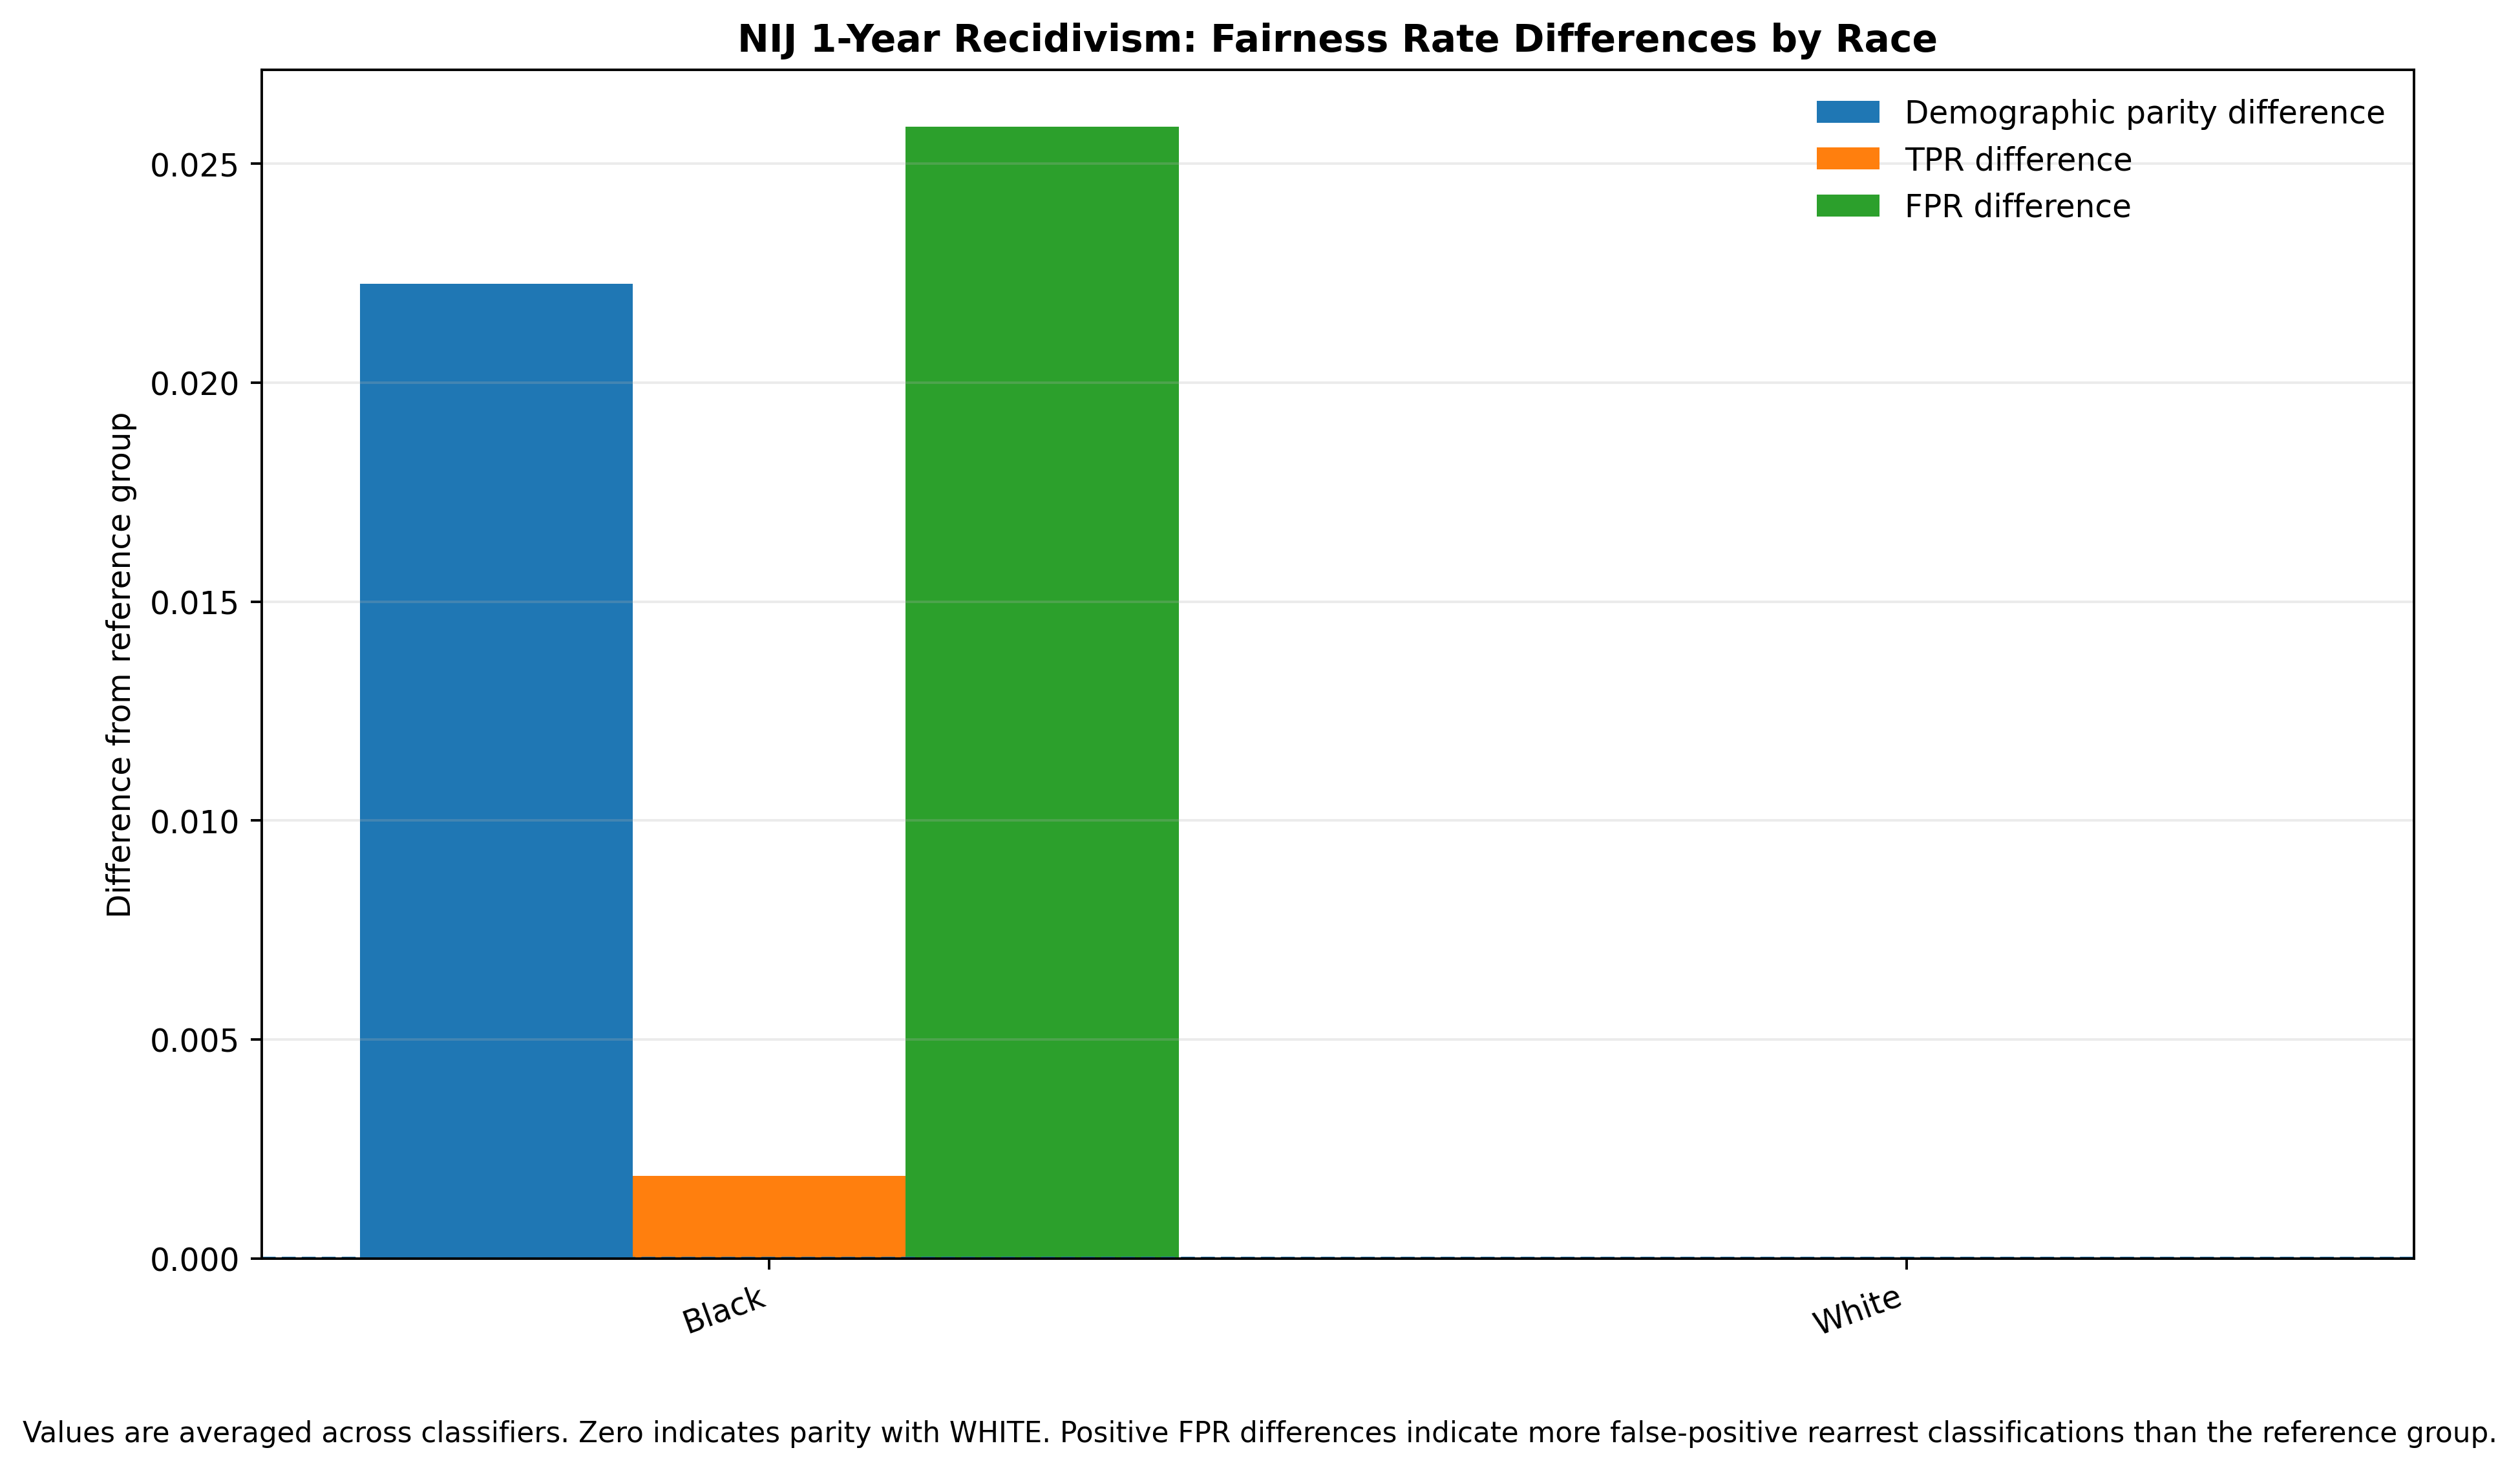 NIJ 1-Year Recidivism: Fairness Rate Differences by Race
Demographic parity difference
TPR difference
FPR difference
Difference from reference group
0.025
0.020
0.015
0.010
0.005
0.000
Black
White
Values are averaged across classifiers. Zero indicates parity with WHITE. Positive FPR differences indicate more false-positive rearrest classifications than the reference group.